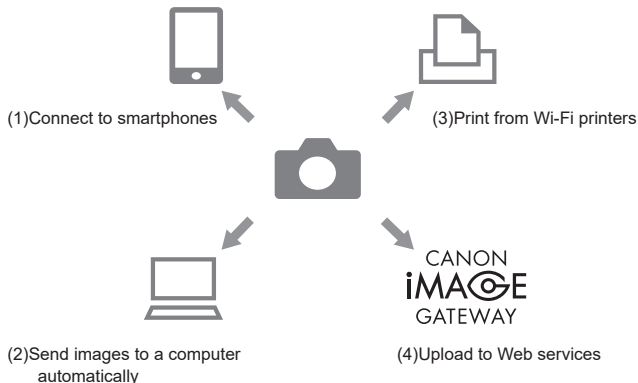 (1)Connect to smartphones
(3)Print from Wi-Fi printers
CANON
iMAGE
GATEWAY
(2)Send images to a computer
automatically
(4)Upload to Web services